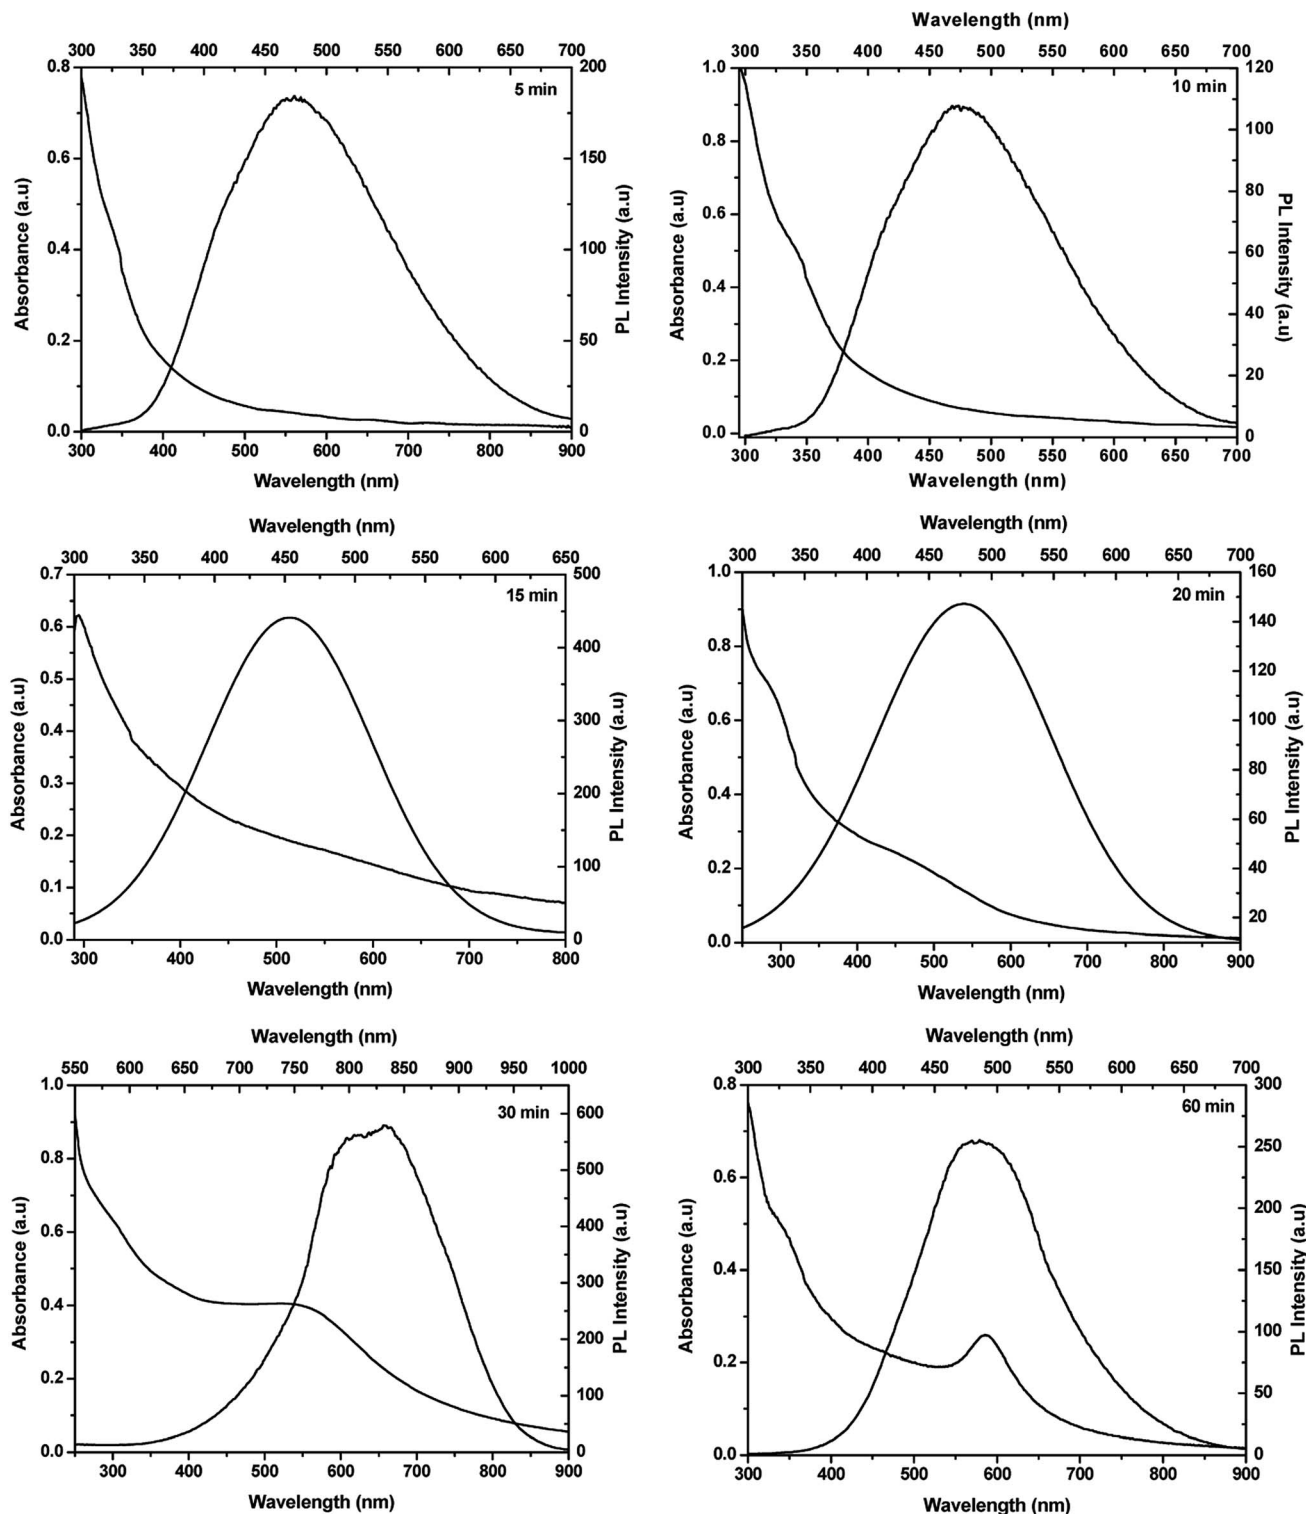 300 350 400 450 500 550 600 650 700
0.8 200
5 min
0.6 150
0.4 100
0.2 50
0.0 0
Absorbance (a.u)
PL Intensity (a.u)
300 400 500 600 700 800 900
Wavelength (nm)
Wavelength (nm)
300 350 400 450 500 550 600 650 700
1.0 120
10 min
100
0.8
80
0.6
60
0.4
40
0.2
20
0.0 0
Absorbance (a.u)
PL Intensity (a.u)
300 350 400 450 500 550 600 650 700
Wavelength (nm)
Wavelength (nm)
300 350 400 450 500 550 600 650
0.7 500
15 min
0.6
400
0.5
0.4 300
0.3
200
0.2
0.1 100
0.0 0
Absorbance (a.u)
PL Intensity (a.u)
300 400 500 600 700 800
Wavelength (nm)
Wavelength (nm)
300 350 400 450 500 550 600 650 700
1.0 160
20 min
140
0.8
120
0.6 100
80
0.4
60
0.2 40
20
0.0
Absorbance (a.u)
PL Intensity (a.u)
300 400 500 600 700 800 900
Wavelength (nm)
Wavelength (nm)
550 600 650 700 750 800 850 900 950 1000
1.0
30 min
600
0.8 500
400
0.6
300
0.4
200
0.2
100
0.0 0
Absorbance (a.u)
PL Intensity (a.u)
300 400 500 600 700 800 900
Wavelength (nm)
Wavelength (nm)
300 350 400 450 500 550 600 650 700
0.8 300
60 min
250
0.6
200
0.4 150
100
0.2
50
0.0 0
Absorbance (a.u)
PL Intensity (a.u)
300 400 500 600 700 800 900
Wavelength (nm)